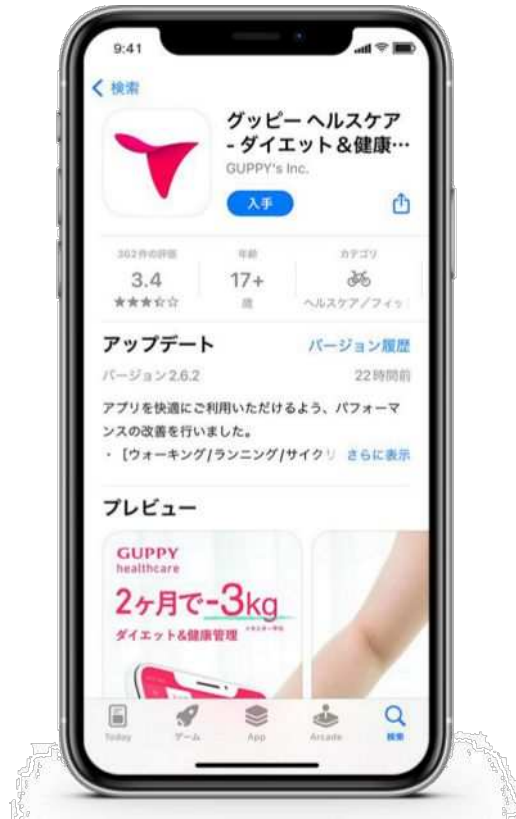 9:41
検索
グッピー ヘルスケア
- ダイエット＆健康…
GUPPY's Inc.
入手
362件の評価
年齢
カテゴリ
3.4
17+
★★★☆☆
歳
ヘルスケア／フィッ
アップデート
バージョン履歴
バージョン 2.6.2
22時間前
アプリを快適にご利用いただけるよう、パフォーマ
ンスの改善を行いました。
・［ウォーキング/ランニング/サイクリ
さらに表示
プレビュー
GUPPY
healthcare
2ヶ月で-3kg
ダイエット&健康管理
Today
ゲーム
App
Arcade
検索